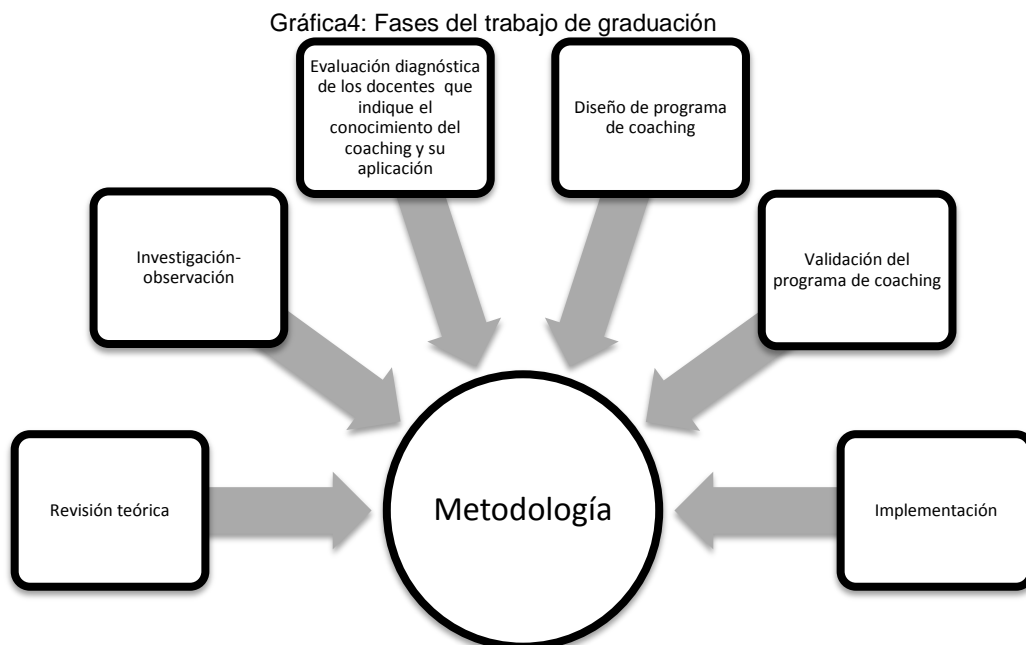 Gráfica4: Fases del trabajo de graduación
Evaluación diagnóstica
de los docentes que
indique el
conocimiento del
coaching y su
aplicación
Diseño de programa
de coaching
Investigación-
observación
Validación del
programa de coaching
Revisión teórica
Metodología
Implementación